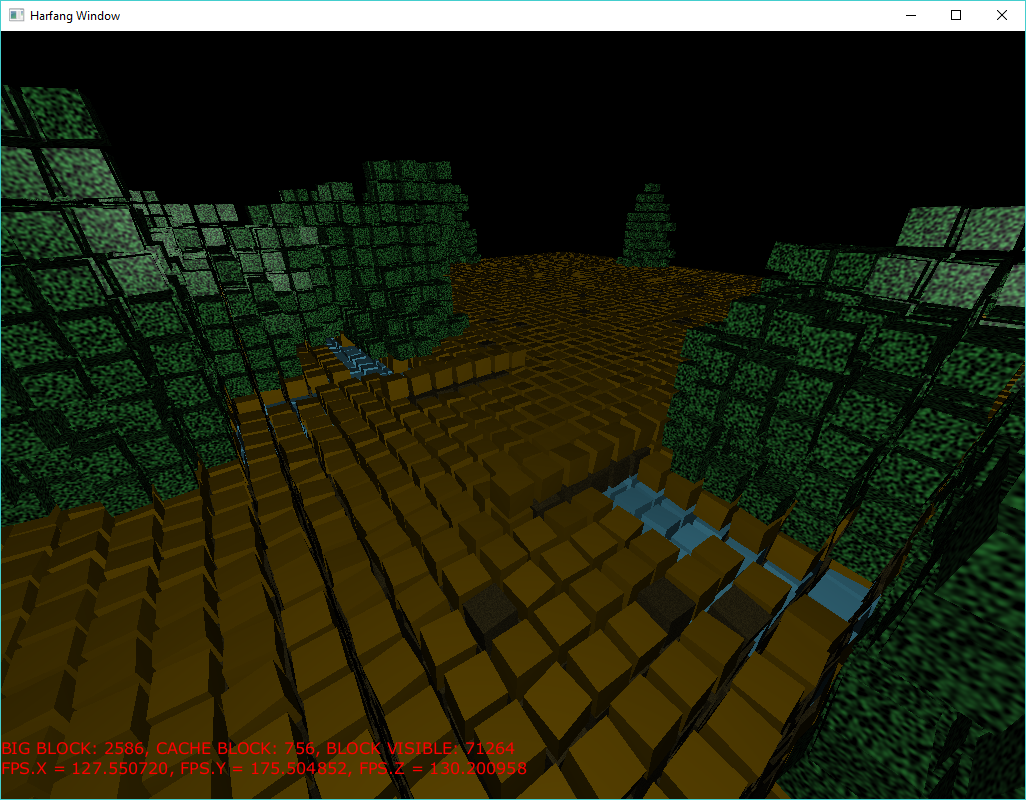 Harfang Window
BIG BLOCK: 2586, CACHE BLOCK: 756, BLOCK VISIBLE: 71264
FPS.X = 127.550720, FPS.Y = 175.504852, FPS.Z = 130.200958